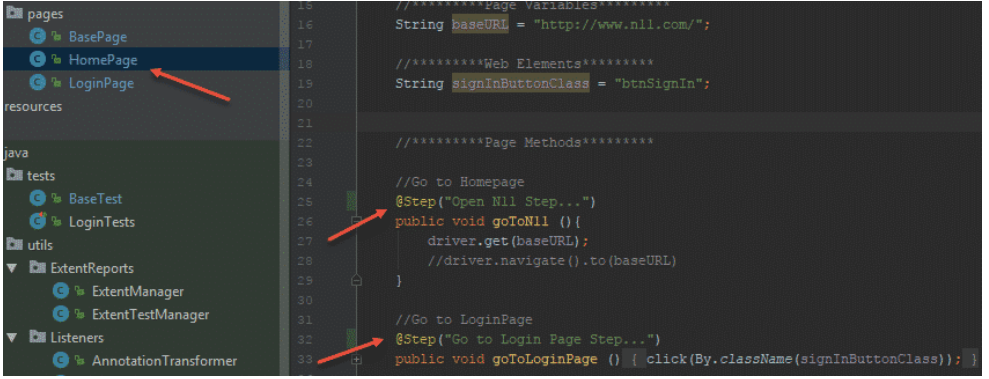 pages
BasePage
HomePage
LoginPage
resources
java
tests
BaseTest
LoginTests
utils
ExtentReports
ExtentManager
ExtentTestManager
Listeners
AnnotationTransformer
15 //*********Page Variables*********
16 String baseURL = "http://www.n11.com/";
17
18 //*********Web Elements*********
19 String signInButtonClass = "btnSignIn";
20
21
22 //*********Page Methods*********
23
24 //Go to Homepage
25 @Step("Open N11 Step...")
26 public void goToN11 (){
27 driver.get(baseURL);
28 //driver.navigate().to(baseURL)
29 }
30
31 //Go to LoginPage
32 @Step("Go to Login Page Step...")
33 public void goToLoginPage () { click(By.className(signInButtonClass)); }